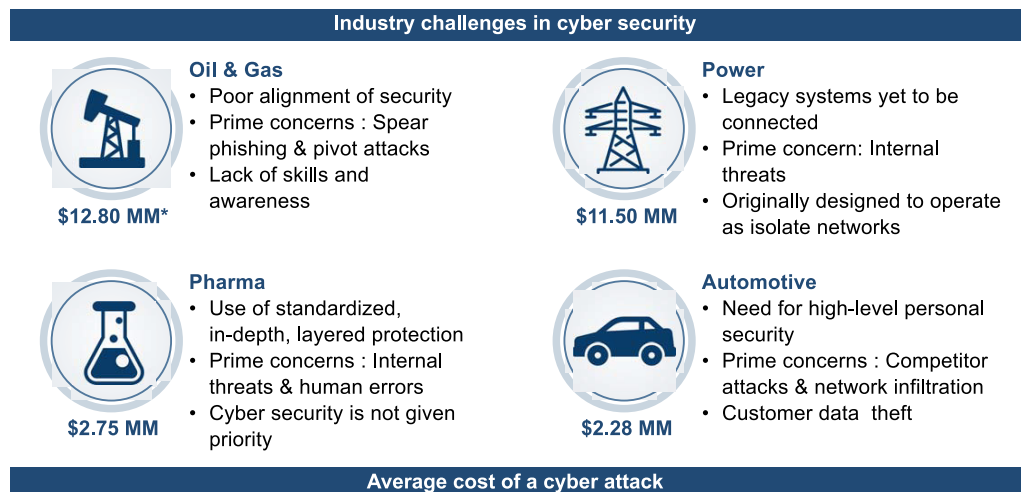 Industry challenges in cyber security
Oil & Gas
• Poor alignment of security
• Prime concerns : Spear
phishing & pivot attacks
• Lack of skills and
awareness
$12.80 MM*
Power
• Legacy systems yet to be
connected
• Prime concern: Internal
threats
• Originally designed to operate
as isolate networks
$11.50 MM
Pharma
• Use of standardized,
in-depth, layered protection
• Prime concerns : Internal
threats & human errors
• Cyber security is not given
priority
$2.75 MM
Automotive
• Need for high-level personal
security
• Prime concerns : Competitor
attacks & network infiltration
• Customer data  theft
$2.28 MM
Average cost of a cyber attack